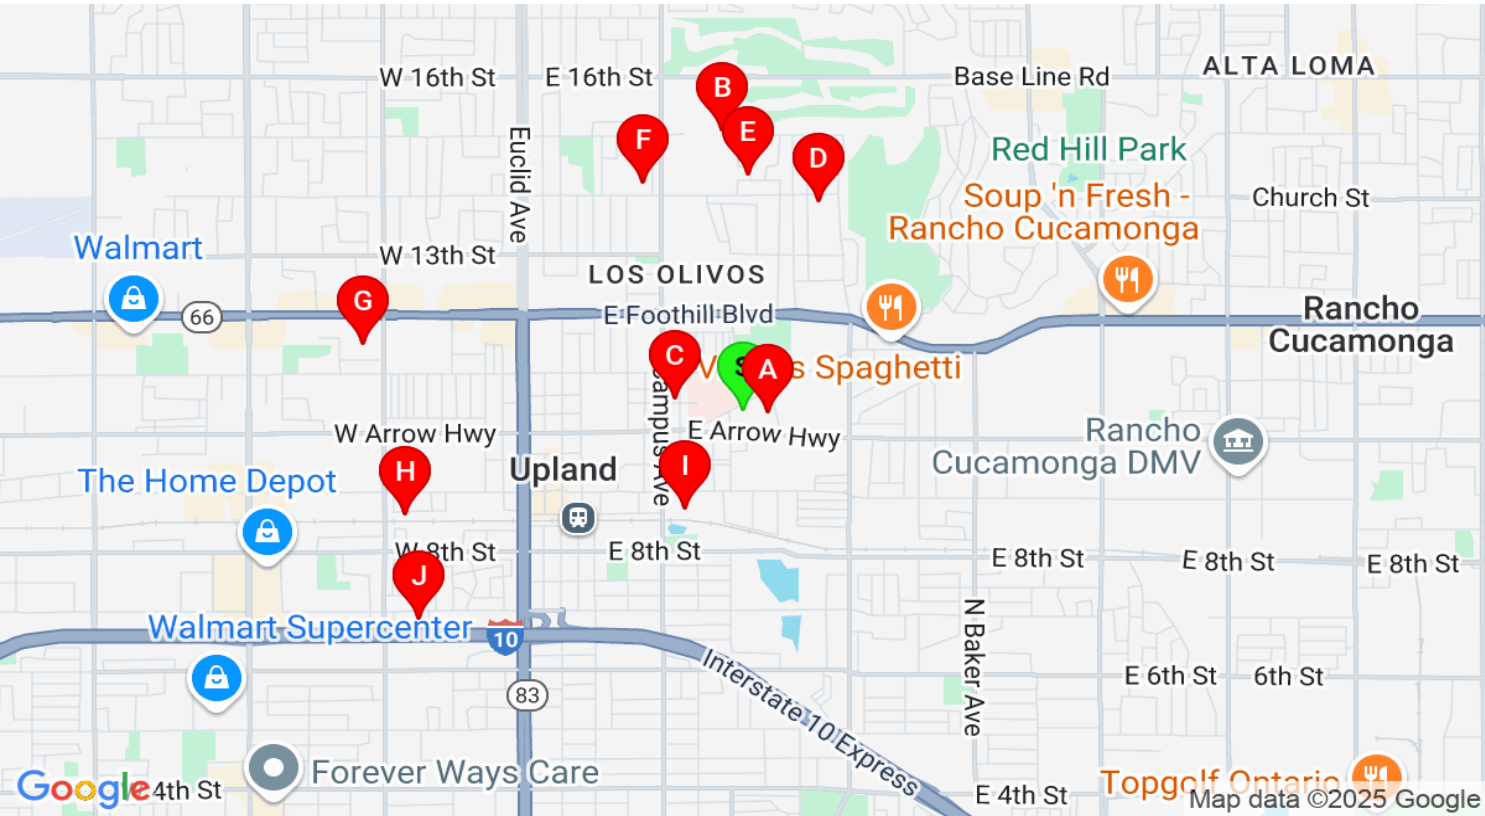 ALTA LOMA
W 16th St
E 16th St
Base Line Rd
B
E
F
D
Euclid Ave
Red Hill Park
Soup 'n Fresh -
Rancho Cucamonga
Church St
Walmart
W 13th St
LOS OLIVOS
G
66
E Foothill Blvd
Rancho
Cucamonga
C
S
A
s Spaghetti
Campus Ave
E Arrow Hwy
W Arrow Hwy
Rancho
Cucamonga DMV
H
I
Upland
The Home Depot
W 8th St
E 8th St
E 8th St
E 8th St
E 8th St
J
Walmart Supercenter
10
N Baker Ave
Interstate 10 Express
E 6th St
6th St
83
Forever Ways Care
Topgolf Ontario
Google
4th St
E 4th St
Map data ©2025 Google